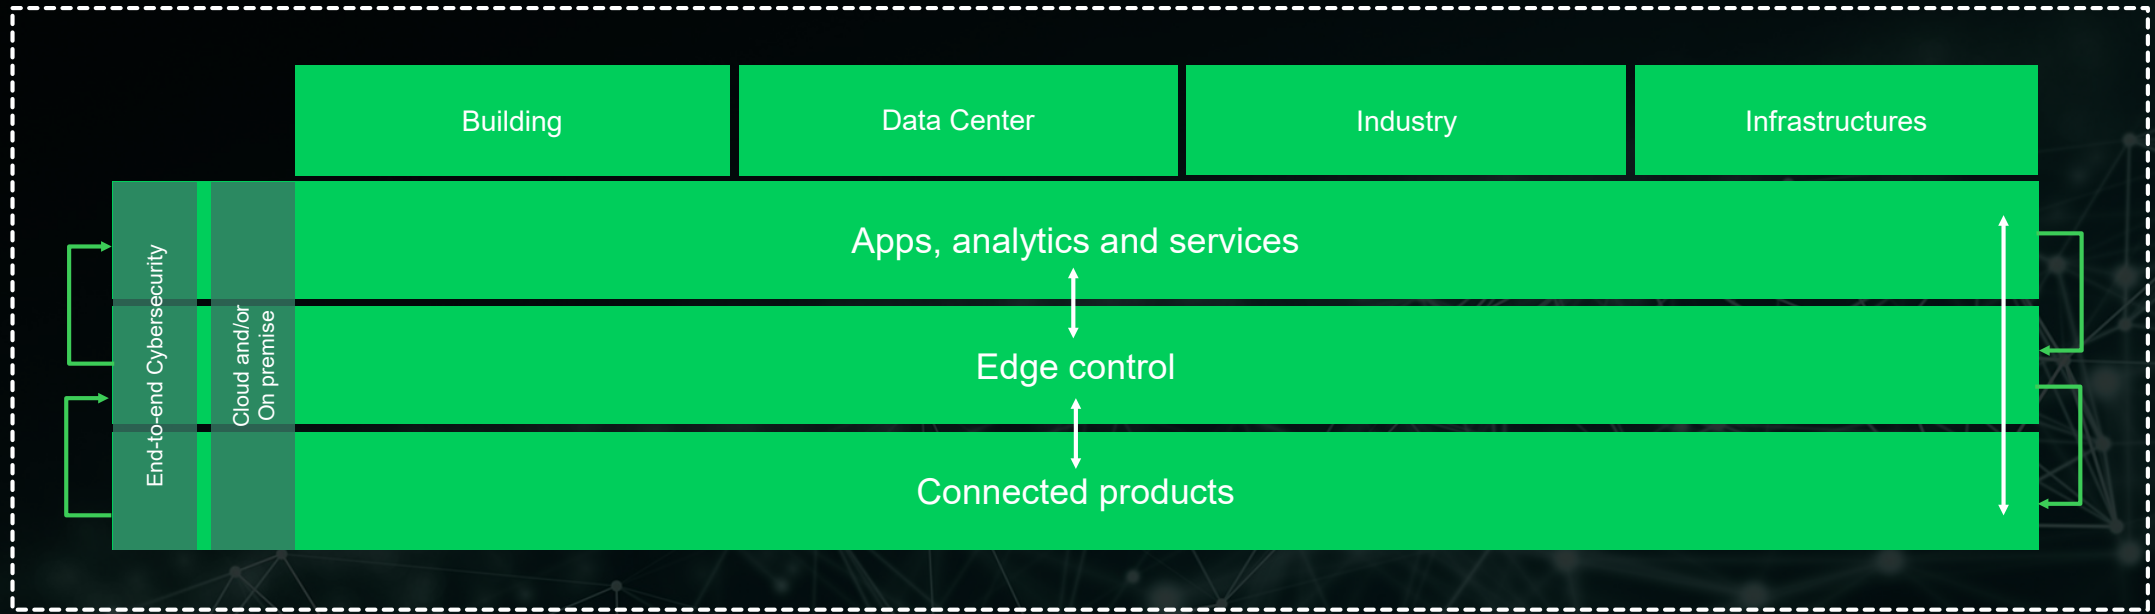 Building
Data Center
Industry
Infrastructures
End-to-end Cybersecurity
Cloud and/or
On premise
Apps, analytics and services
Edge control
Connected products